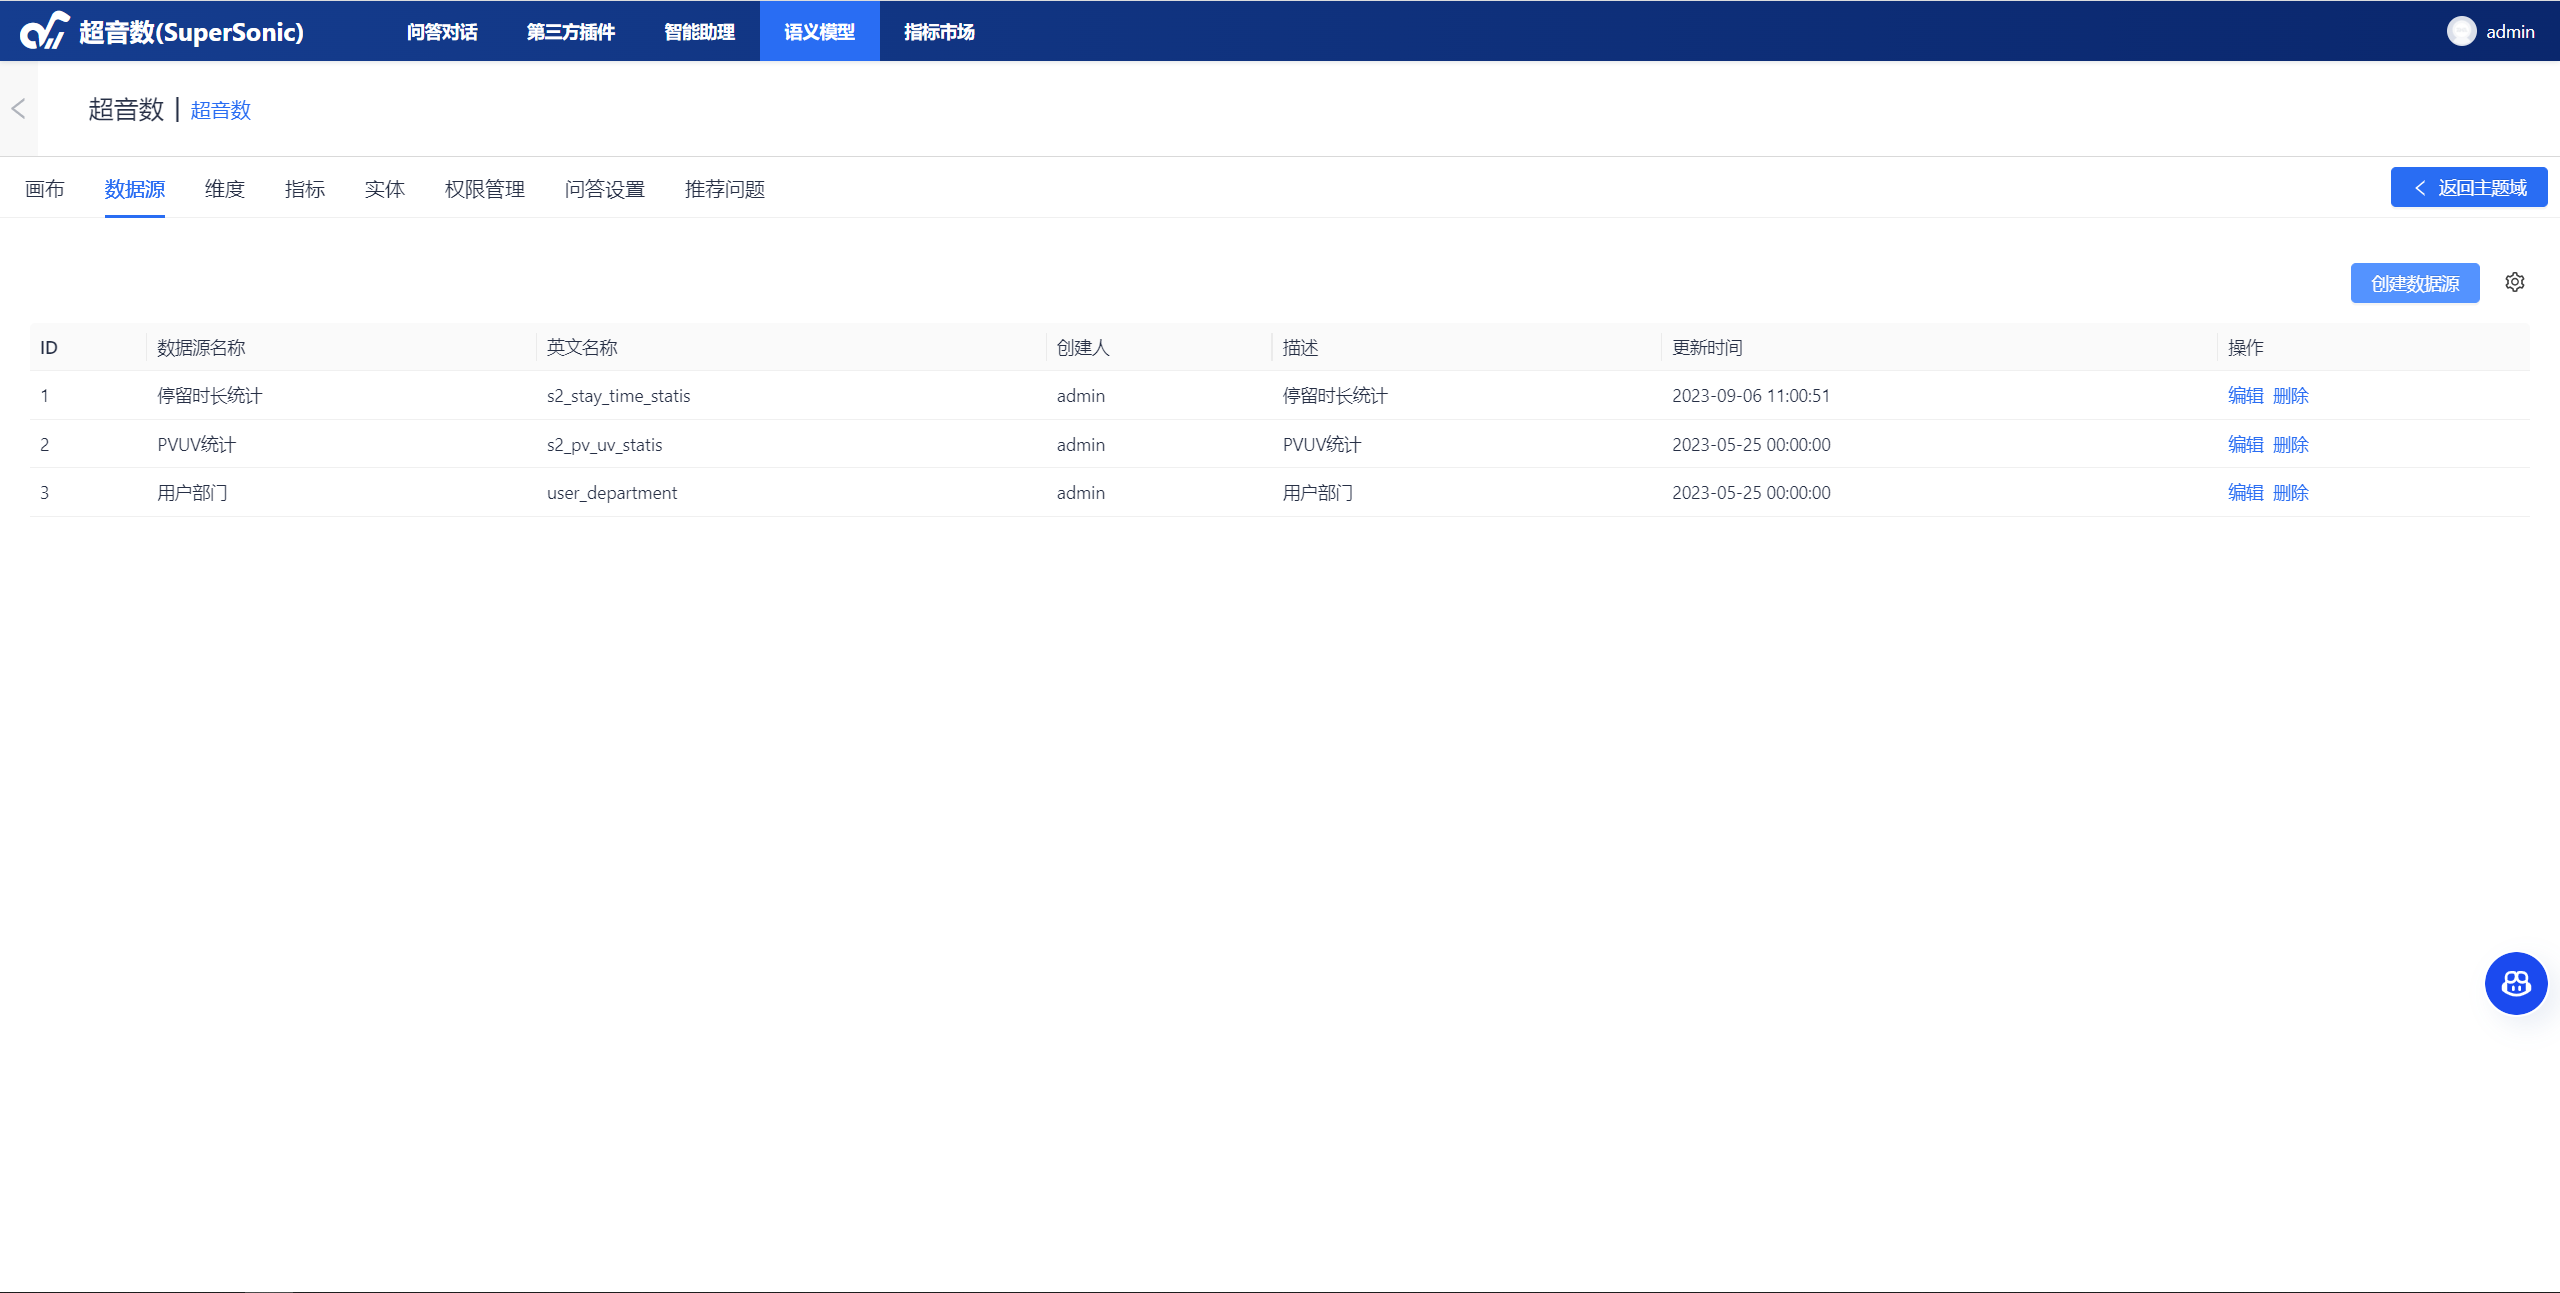 超音数(SuperSonic) 问答对话 第三方插件 智能助理 语义模型 指标市场 admin
超音数 | 超音数
画布 数据源 维度 指标 实体 权限管理 问答设置 推荐问题 返回主题域
创建数据源
ID 数据源名称 英文名称 创建人 描述 更新时间 操作
1 停留时长统计 s2_stay_time_statis admin 停留时长统计 2023-09-06 11:00:51 编辑 删除
2 PVUV统计 s2_pv_uv_statis admin PVUV统计 2023-05-25 00:00:00 编辑 删除
3 用户部门 user_department admin 用户部门 2023-05-25 00:00:00 编辑 删除